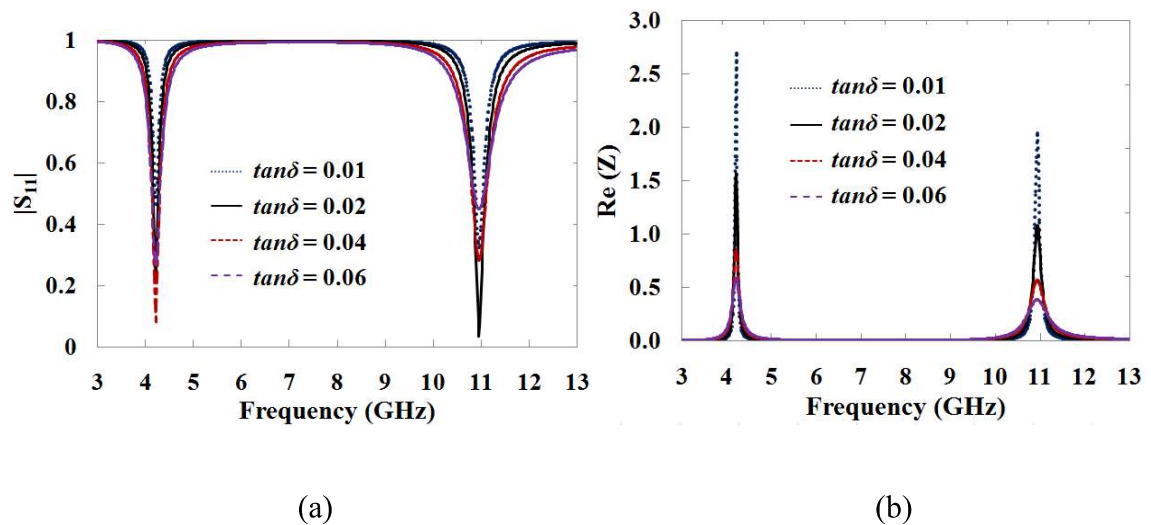 1
0.8
0.6
0.4
0.2
0
|S11|
tanδ = 0.01
tanδ = 0.02
tanδ = 0.04
tanδ = 0.06
3 4 5 6 7 8 9 10 11 12 13
Frequency (GHz)
(a)
3.0
2.5
2.0
1.5
1.0
0.5
0.0
Re (Z)
tanδ = 0.01
tanδ = 0.02
tanδ = 0.04
tanδ = 0.06
3 4 5 6 7 8 9 10 11 12 13
Frequency (GHz)
(b)